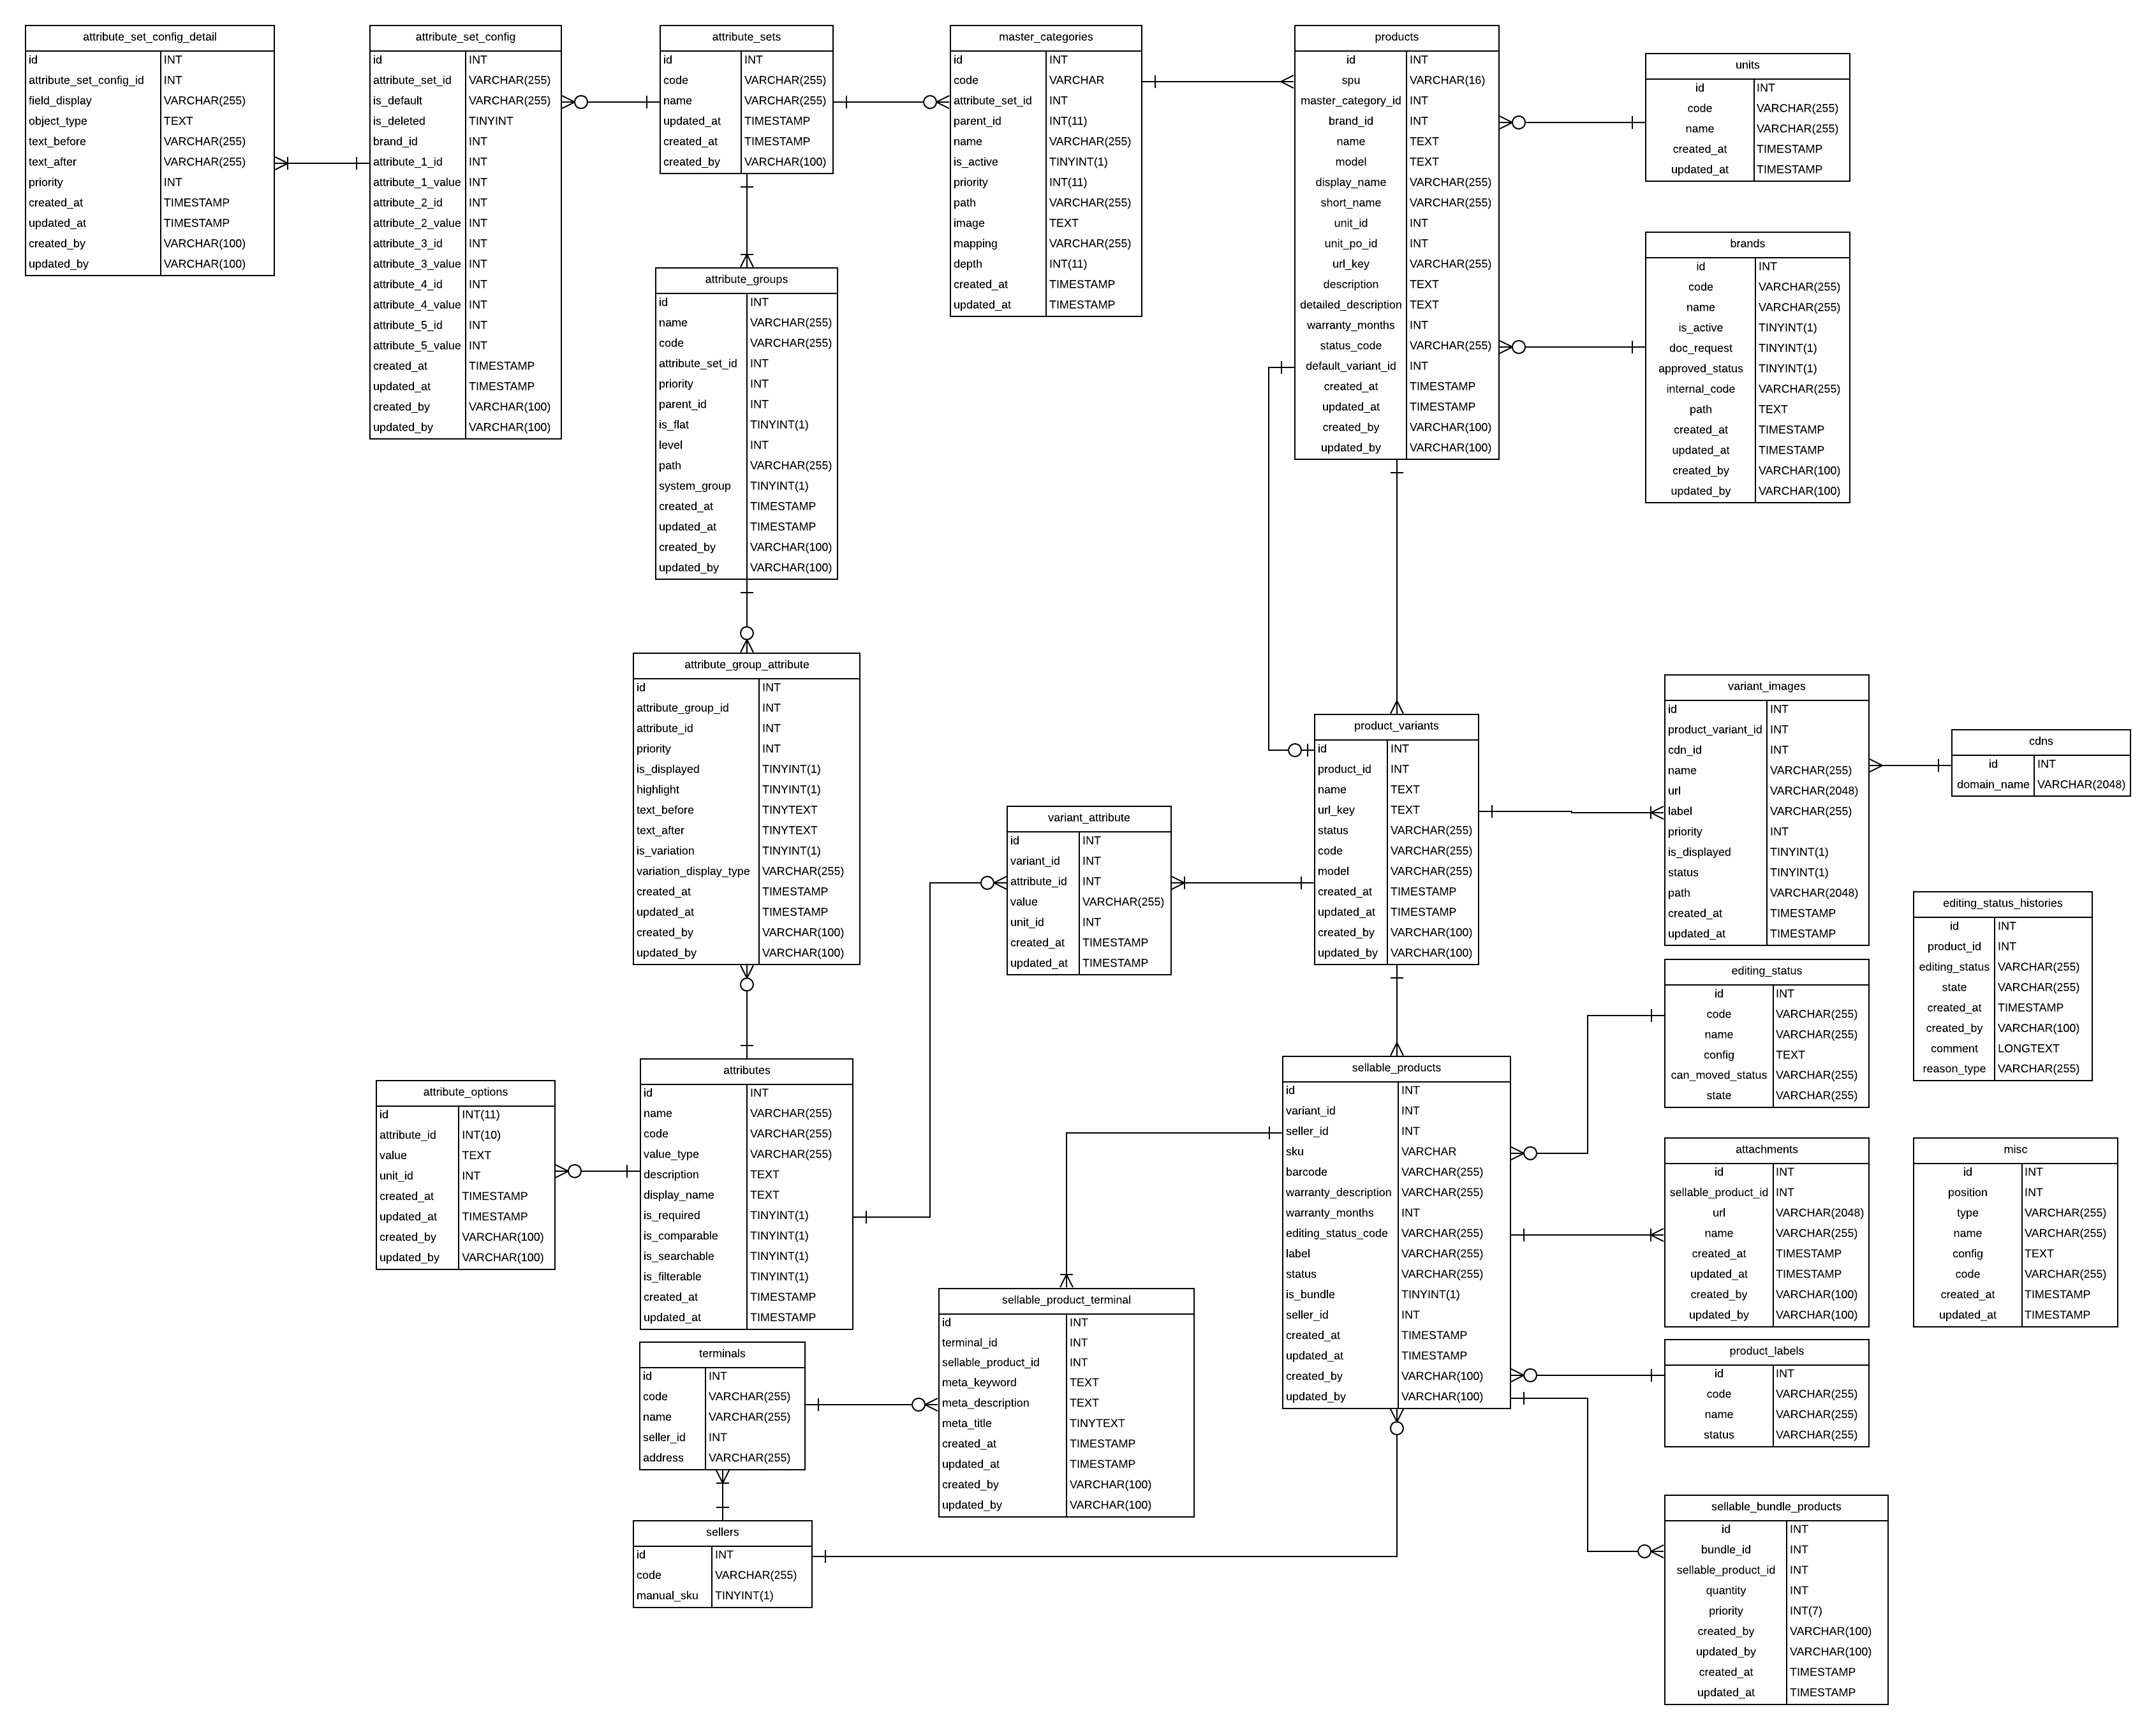 attribute_set_config_detail
id INT
attribute_set_config_id INT
field_display VARCHAR(255)
object_type TEXT
text_before VARCHAR(255)
text_after VARCHAR(255)
priority INT
created_at TIMESTAMP
updated_at TIMESTAMP
created_by VARCHAR(100)
updated_by VARCHAR(100)
attribute_set_config
id INT
attribute_set_id VARCHAR(255)
is_default VARCHAR(255)
is_deleted TINYINT
brand_id INT
attribute_1_id INT
attribute_1_value INT
attribute_2_id INT
attribute_2_value INT
attribute_3_id INT
attribute_3_value INT
attribute_4_id INT
attribute_4_value INT
attribute_5_id INT
attribute_5_value INT
created_at TIMESTAMP
updated_at TIMESTAMP
created_by VARCHAR(100)
updated_by VARCHAR(100)
attribute_sets
id INT
code VARCHAR(255)
name VARCHAR(255)
updated_at TIMESTAMP
created_at TIMESTAMP
created_by VARCHAR(100)
master_categories
id INT
code VARCHAR
attribute_set_id INT
parent_id INT(11)
name VARCHAR(255)
is_active TINYINT(1)
priority INT(11)
path VARCHAR(255)
image TEXT
mapping VARCHAR(255)
depth INT(11)
created_at TIMESTAMP
updated_at TIMESTAMP
products
id INT
spu VARCHAR(16)
master_category_id INT
brand_id INT
name TEXT
model TEXT
display_name VARCHAR(255)
short_name VARCHAR(255)
unit_id INT
unit_po_id INT
url_key VARCHAR(255)
description TEXT
detailed_description TEXT
warranty_months INT
status_code VARCHAR(255)
default_variant_id INT
created_at TIMESTAMP
updated_at TIMESTAMP
created_by VARCHAR(100)
updated_by VARCHAR(100)
units
id INT
code VARCHAR(255)
name VARCHAR(255)
created_at TIMESTAMP
updated_at TIMESTAMP
brands
id INT
code VARCHAR(255)
name VARCHAR(255)
is_active TINYINT(1)
doc_request TINYINT(1)
approved_status TINYINT(1)
internal_code VARCHAR(255)
path TEXT
created_at TIMESTAMP
updated_at TIMESTAMP
created_by VARCHAR(100)
updated_by VARCHAR(100)
attribute_groups
id INT
name VARCHAR(255)
code VARCHAR(255)
attribute_set_id INT
priority INT
parent_id INT
is_flat TINYINT(1)
level INT
path VARCHAR(255)
system_group TINYINT(1)
created_at TIMESTAMP
updated_at TIMESTAMP
created_by VARCHAR(100)
updated_by VARCHAR(100)
attribute_group_attribute
id INT
attribute_group_id INT
attribute_id INT
priority INT
is_displayed TINYINT(1)
highlight TINYINT(1)
text_before TINYTEXT
text_after TINYTEXT
is_variation TINYINT(1)
variation_display_type VARCHAR(255)
created_at TIMESTAMP
updated_at TIMESTAMP
created_by VARCHAR(100)
updated_by VARCHAR(100)
variant_attribute
id INT
variant_id INT
attribute_id INT
value VARCHAR(255)
unit_id INT
created_at TIMESTAMP
updated_at TIMESTAMP
product_variants
id INT
product_id INT
name TEXT
url_key TEXT
status VARCHAR(255)
code VARCHAR(255)
model VARCHAR(255)
created_at TIMESTAMP
updated_at TIMESTAMP
created_by VARCHAR(100)
updated_by VARCHAR(100)
variant_images
id INT
product_variant_id INT
cdn_id INT
name VARCHAR(255)
url VARCHAR(2048)
label VARCHAR(255)
priority INT
is_displayed TINYINT(1)
status TINYINT(1)
path VARCHAR(2048)
created_at TIMESTAMP
updated_at TIMESTAMP
cdns
id INT
domain_name VARCHAR(2048)
editing_status_histories
id INT
product_id INT
editing_status VARCHAR(255)
state VARCHAR(255)
created_at TIMESTAMP
created_by VARCHAR(100)
comment LONGTEXT
reason_type VARCHAR(255)
editing_status
id INT
code VARCHAR(255)
name VARCHAR(255)
config TEXT
can_moved_status VARCHAR(255)
state VARCHAR(255)
attribute_options
id INT(11)
attribute_id INT(10)
value TEXT
unit_id INT
created_at TIMESTAMP
updated_at TIMESTAMP
created_by VARCHAR(100)
updated_by VARCHAR(100)
attributes
id INT
name VARCHAR(255)
code VARCHAR(255)
value_type VARCHAR(255)
description TEXT
display_name TEXT
is_required TINYINT(1)
is_comparable TINYINT(1)
is_searchable TINYINT(1)
is_filterable TINYINT(1)
created_at TIMESTAMP
updated_at TIMESTAMP
sellable_products
id INT
variant_id INT
seller_id INT
sku VARCHAR
barcode VARCHAR(255)
warranty_description VARCHAR(255)
warranty_months INT
editing_status_code VARCHAR(255)
label VARCHAR(255)
status VARCHAR(255)
is_bundle TINYINT(1)
seller_id INT
created_at TIMESTAMP
updated_at TIMESTAMP
created_by VARCHAR(100)
updated_by VARCHAR(100)
attachments
id INT
sellable_product_id INT
url VARCHAR(2048)
name VARCHAR(255)
created_at TIMESTAMP
updated_at TIMESTAMP
created_by VARCHAR(100)
updated_by VARCHAR(100)
misc
id INT
position INT
type VARCHAR(255)
name VARCHAR(255)
config TEXT
code VARCHAR(255)
created_at TIMESTAMP
updated_at TIMESTAMP
terminals
id INT
code VARCHAR(255)
name VARCHAR(255)
seller_id INT
address VARCHAR(255)
sellable_product_terminal
id INT
terminal_id INT
sellable_product_id INT
meta_keyword TEXT
meta_description TEXT
meta_title TINYTEXT
created_at TIMESTAMP
updated_at TIMESTAMP
created_by VARCHAR(100)
updated_by VARCHAR(100)
product_labels
id INT
code VARCHAR(255)
name VARCHAR(255)
status VARCHAR(255)
sellers
id INT
code VARCHAR(255)
manual_sku TINYINT(1)
sellable_bundle_products
id INT
bundle_id INT
sellable_product_id INT
quantity INT
priority INT(7)
created_by VARCHAR(100)
updated_by VARCHAR(100)
created_at TIMESTAMP
updated_at TIMESTAMP